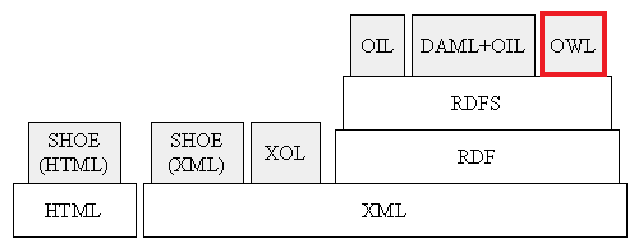 OIL
DAML+OIL
OWL
RDFS
SHOE
(HTML)
SHOE
(XML)
XOL
RDF
HTML
XML